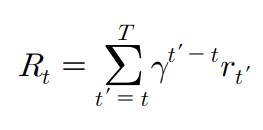 $R_t = \sum_{t'=t}^{T} \gamma^{t'-t} r_{t'}$